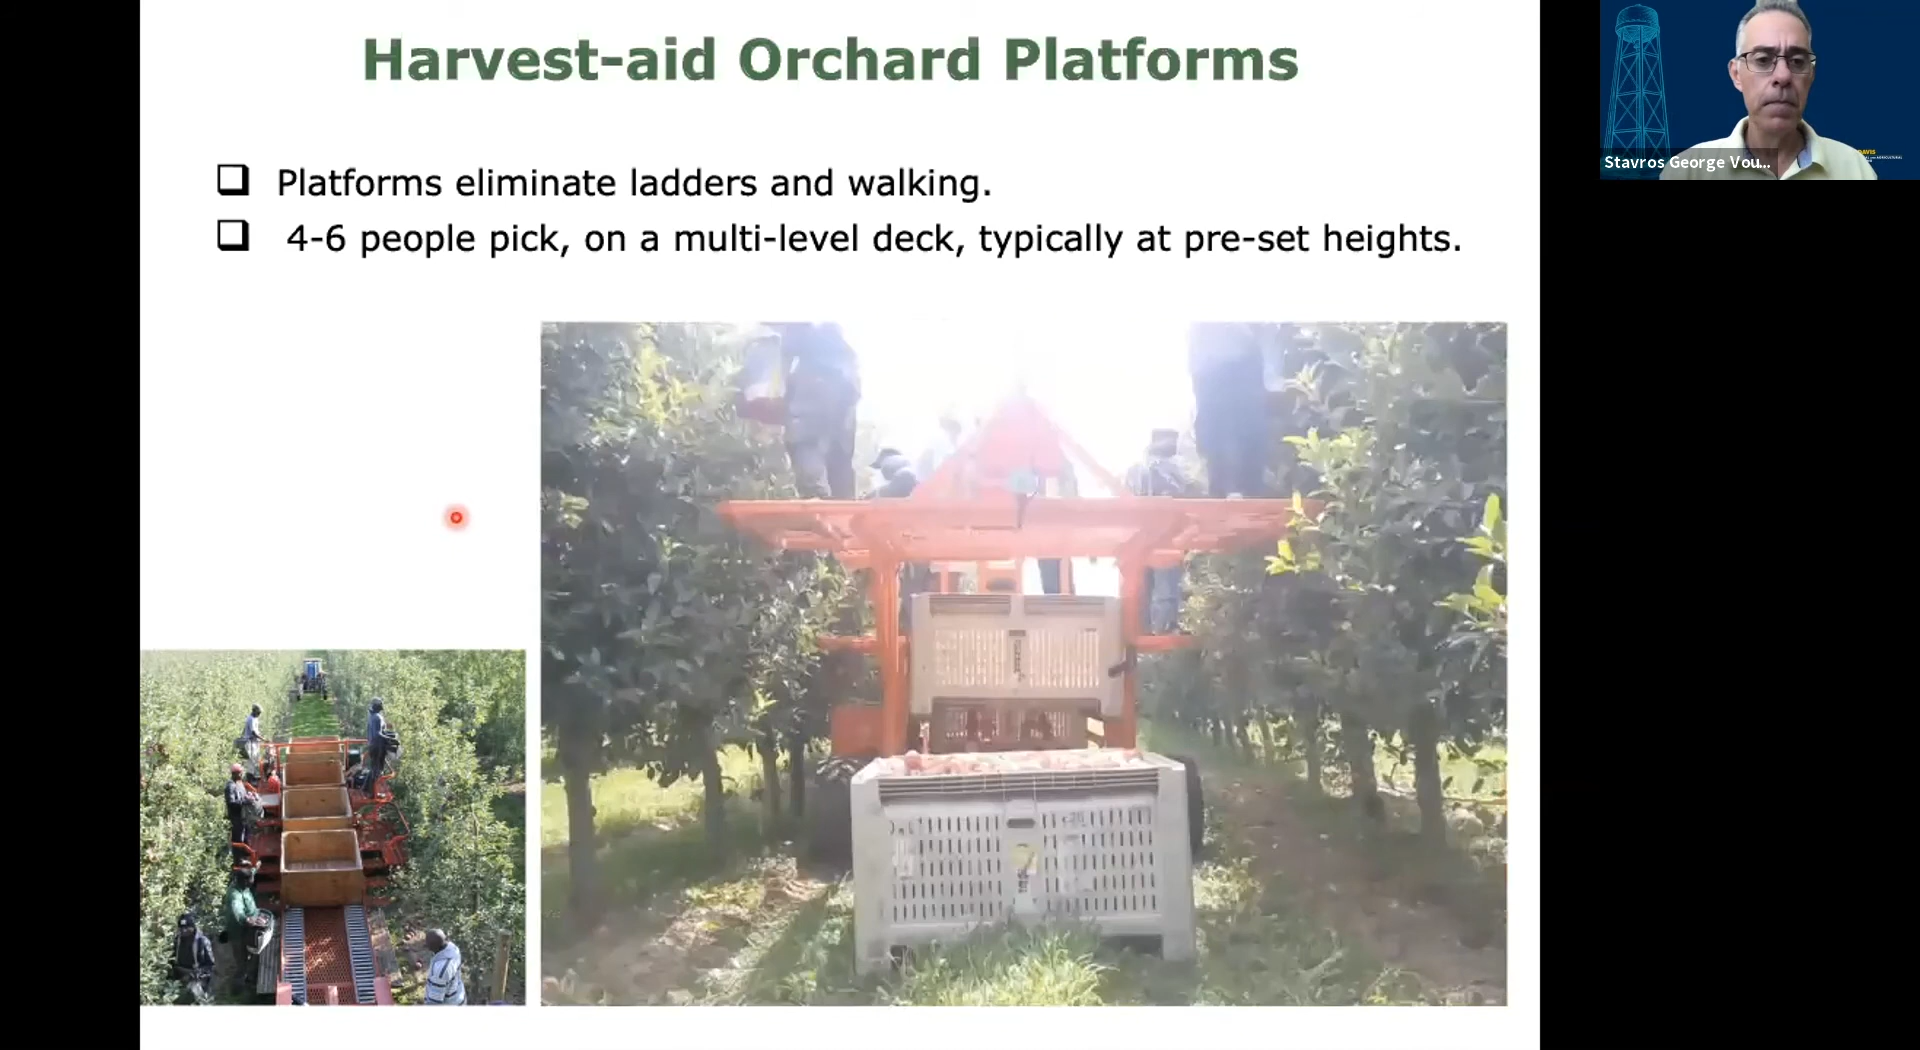 Harvest-aid Orchard Platforms
Platforms eliminate ladders and walking.
4-6 people pick, on a multi-level deck, typically at pre-set heights.
Stavros George Vou...